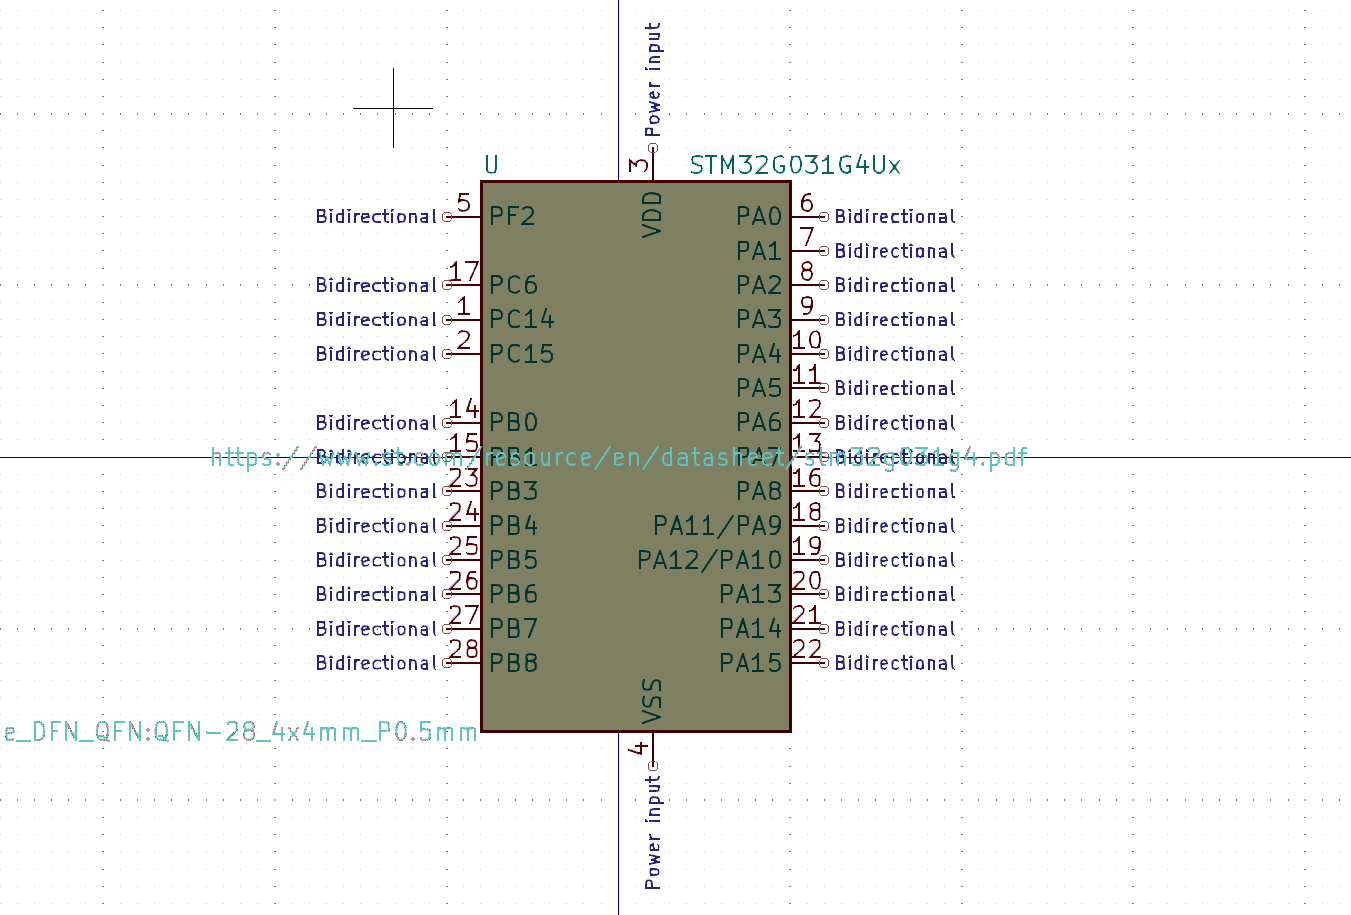 Power input
3
U STM32G031G4Ux
VDD
Bidirectional 5 PF2 PA0 6 Bidirectional
PA1 7 Bidirectional
Bidirectional 17 PC6 PA2 8 Bidirectional
Bidirectional 1 PC14 PA3 9 Bidirectional
Bidirectional 2 PC15 PA4 10 Bidirectional
PA5 11 Bidirectional
Bidirectional 14 PB0 PA6 12 Bidirectional
Bidirectional 15 PB1 PA7 13 Bidirectional
https://www.st.com/resource/en/datasheet/stm32g031g4.pdf
Bidirectional 23 PB3 PA8 16 Bidirectional
Bidirectional 24 PB4 PA11/PA9 18 Bidirectional
Bidirectional 25 PB5 PA12/PA10 19 Bidirectional
Bidirectional 26 PB6 PA13 20 Bidirectional
Bidirectional 27 PB7 PA14 21 Bidirectional
Bidirectional 28 PB8 PA15 22 Bidirectional
VSS
e_DFN_QFN:QFN-28_4x4mm_P0.5mm
4
Power input